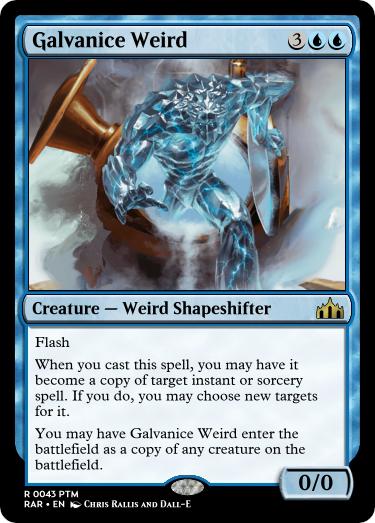 Galvanice Weird 3
Creature — Weird Shapeshifter
Flash
When you cast this spell, you may have it
become a copy of target instant or sorcery
spell. If you do, you may choose new targets
for it.
You may have Galvanice Weird enter the
battlefield as a copy of any creature on the
battlefield.
0/0
R 0043 PTM
RAR • EN Chris Rallis and Dall-E